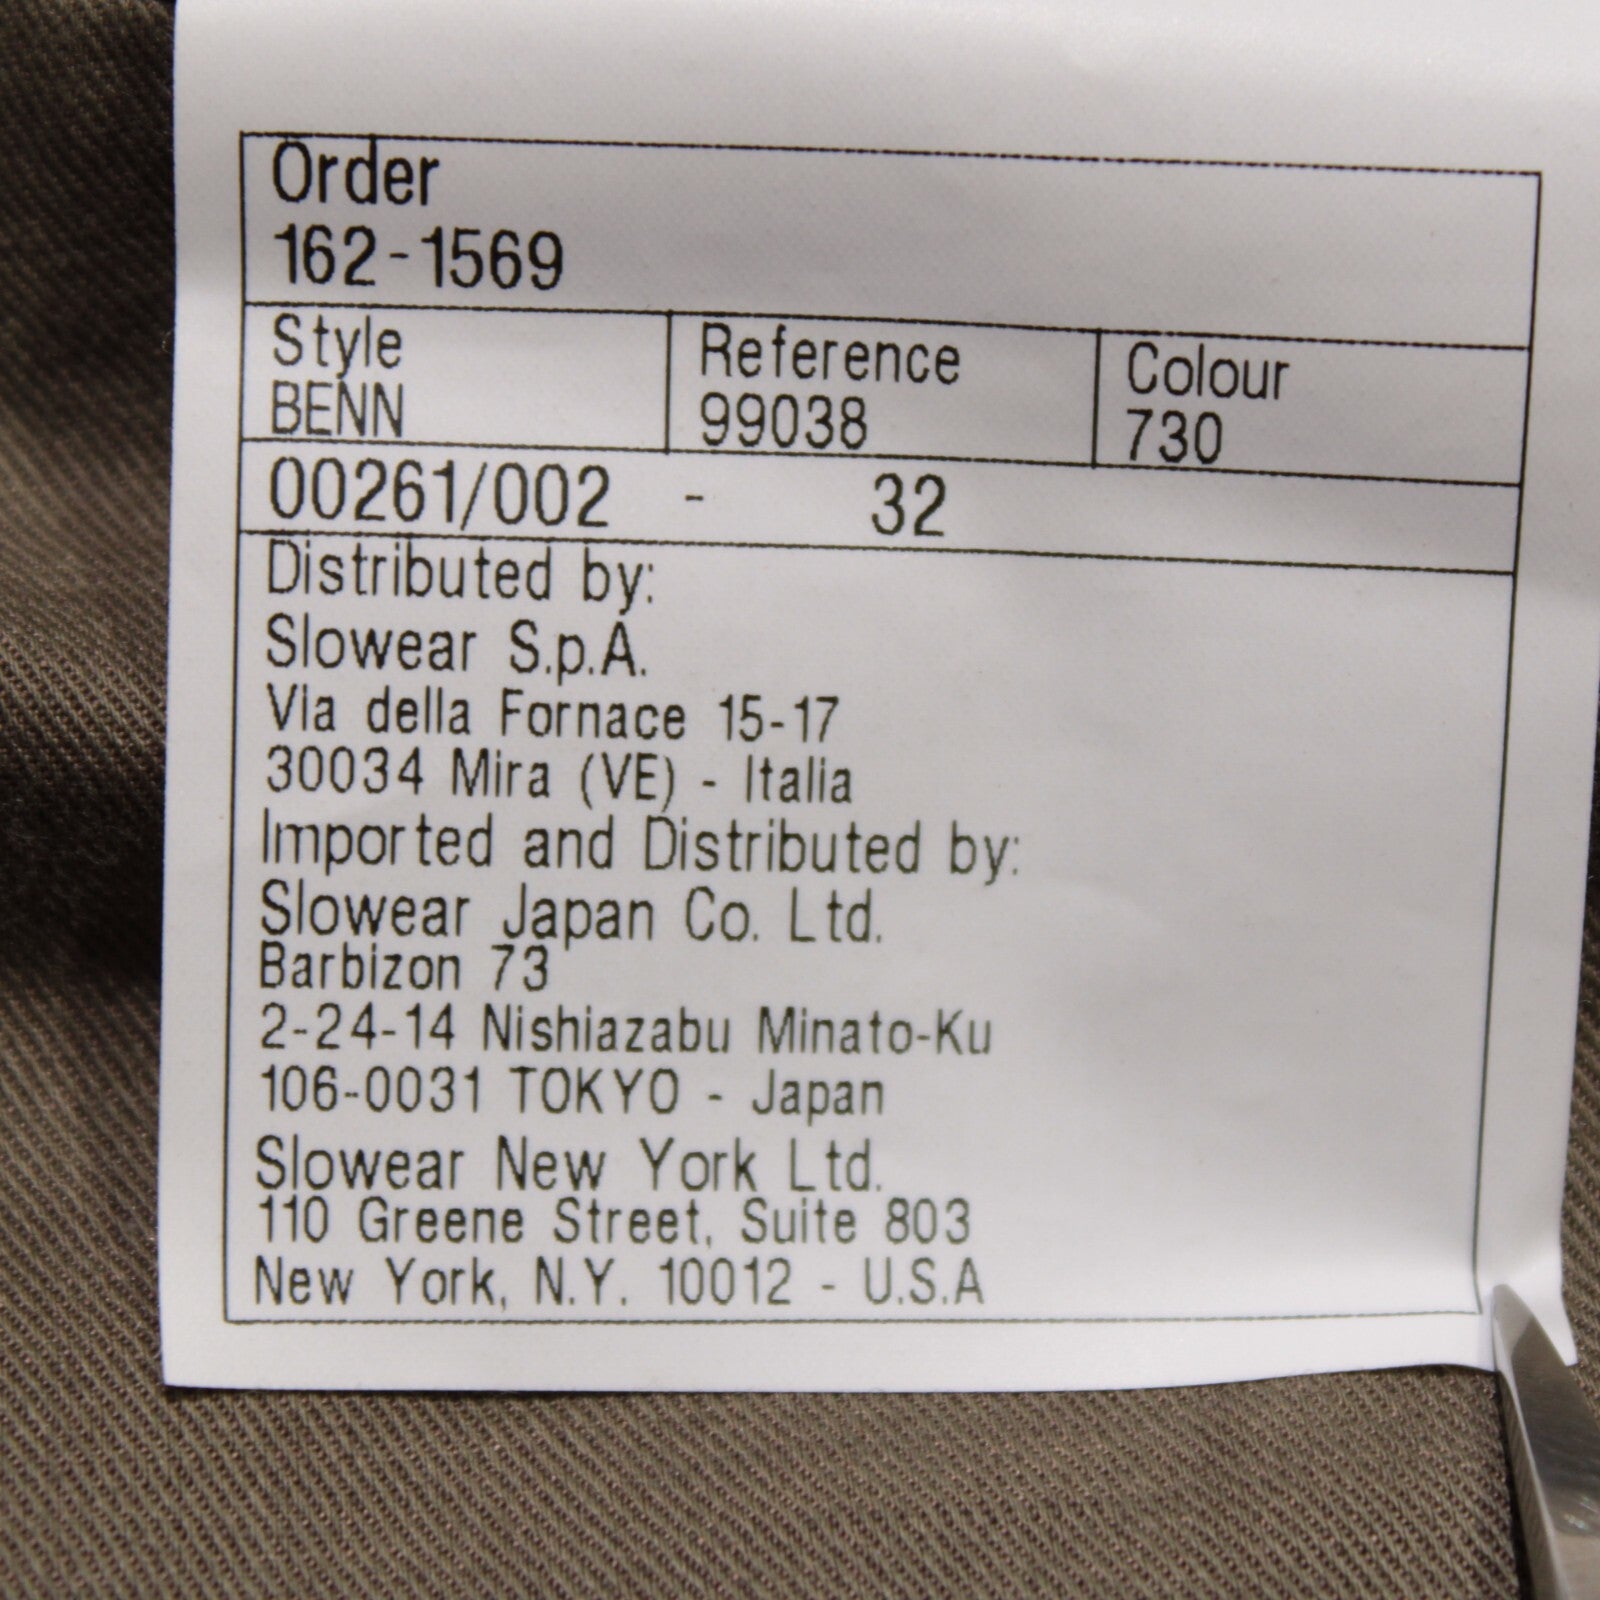 Order
162-1569
Style Reference Colour
BENN 99038 730
00261/002 - 32
Distributed by:
Slowear S.p.A.
Via della Fornace 15-17
30034 Mira (VE) - Italia
Imported and Distributed by:
Slowear Japan Co. Ltd.
Barbizon 73
2-24-14 Nishiazabu Minato-Ku
106-0031 TOKYO - Japan
Slowear New York Ltd.
110 Greene Street, Suite 803
New York, N.Y. 10012 - U.S.A